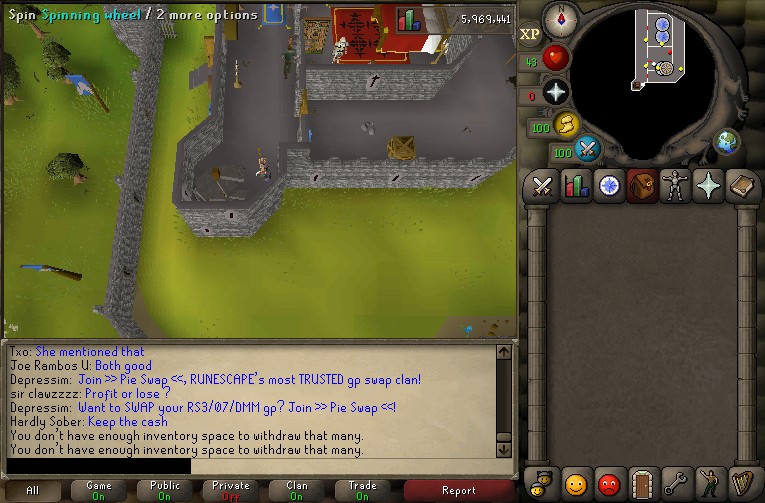 Spin Spinning wheel / 2 more options
5,969,441
XP
43
0
100
100
Txo: She mentioned that
Joe Rambos U: Both good
Depressim: Join >> Pie Swap <<, RUNESCAPE's most TRUSTED gp swap clan!
sir clawzzzz: Profit or lose ?
Depressim: Want to SWAP your RS3/07/DMM gp? Join >> Pie Swap <<!
Hardly Sober: Keep the cash
You don't have enough inventory space to withdraw that many.
You don't have enough inventory space to withdraw that many.
All
Game
On
Public
On
Private
Off
Clan
On
Trade
On
Report